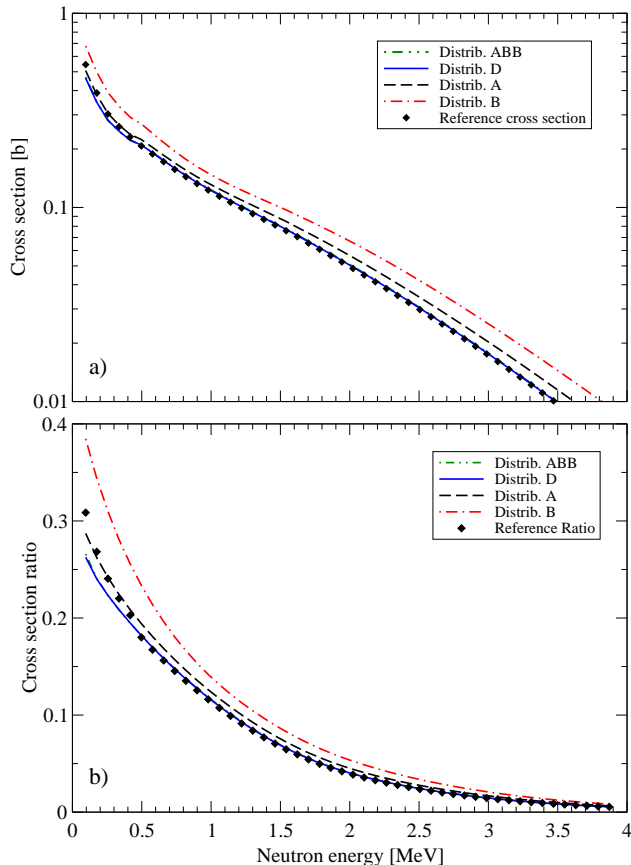 1
Distrib. ABB
Distrib. D
Distrib. A
Distrib. B
Reference cross section
Cross section [b]
0.1
a)
0.01
0.4
Distrib. ABB
Distrib. D
Distrib. A
Distrib. B
Reference Ratio
0.3
Cross section ratio
0.2
0.1
b)
0
0 0.5 1 1.5 2 2.5 3 3.5 4
Neutron energy [MeV]